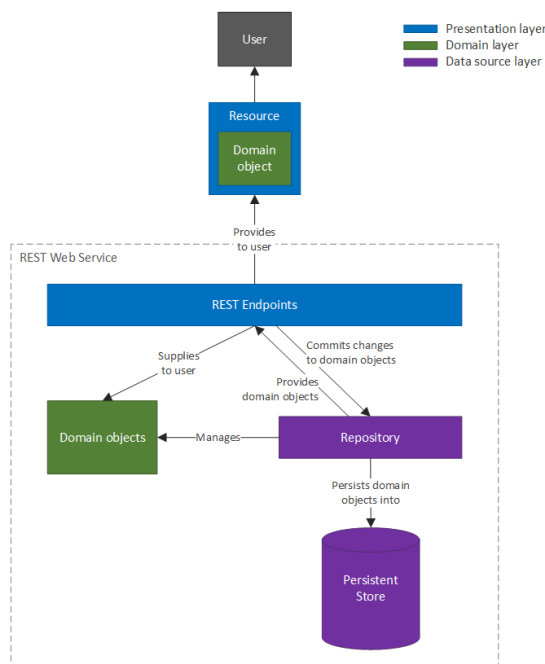 User
Presentation layer
Domain layer
Data source layer
Resource
Domain
object
Provides
to user
REST Web Service
REST Endpoints
Supplies
to user
Commits changes
to domain objects
Provides
domain objects
Domain objects
Manages
Repository
Persists domain
objects into
Persistent
Store